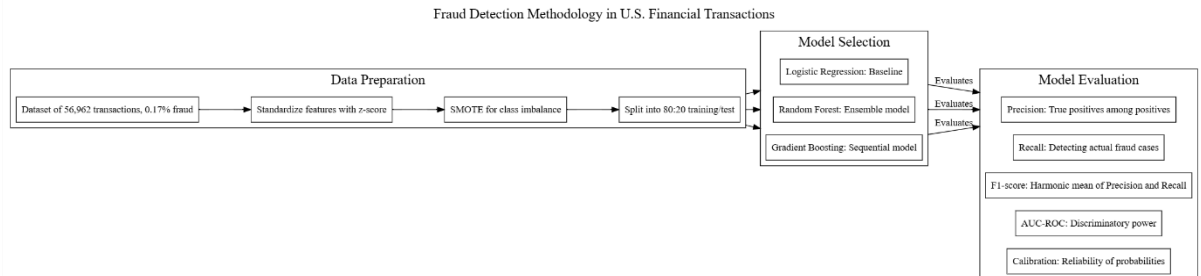 Fraud Detection Methodology in U.S. Financial Transactions
Data Preparation
Dataset of 56,962 transactions, 0.17% fraud
Standardize features with z-score
SMOTE for class imbalance
Split into 80:20 training/test
Model Selection
Logistic Regression: Baseline
Random Forest: Ensemble model
Gradient Boosting: Sequential model
Evaluates
Evaluates
Evaluates
Model Evaluation
Precision: True positives among positives
Recall: Detecting actual fraud cases
F1-score: Harmonic mean of Precision and Recall
AUC-ROC: Discriminatory power
Calibration: Reliability of probabilities